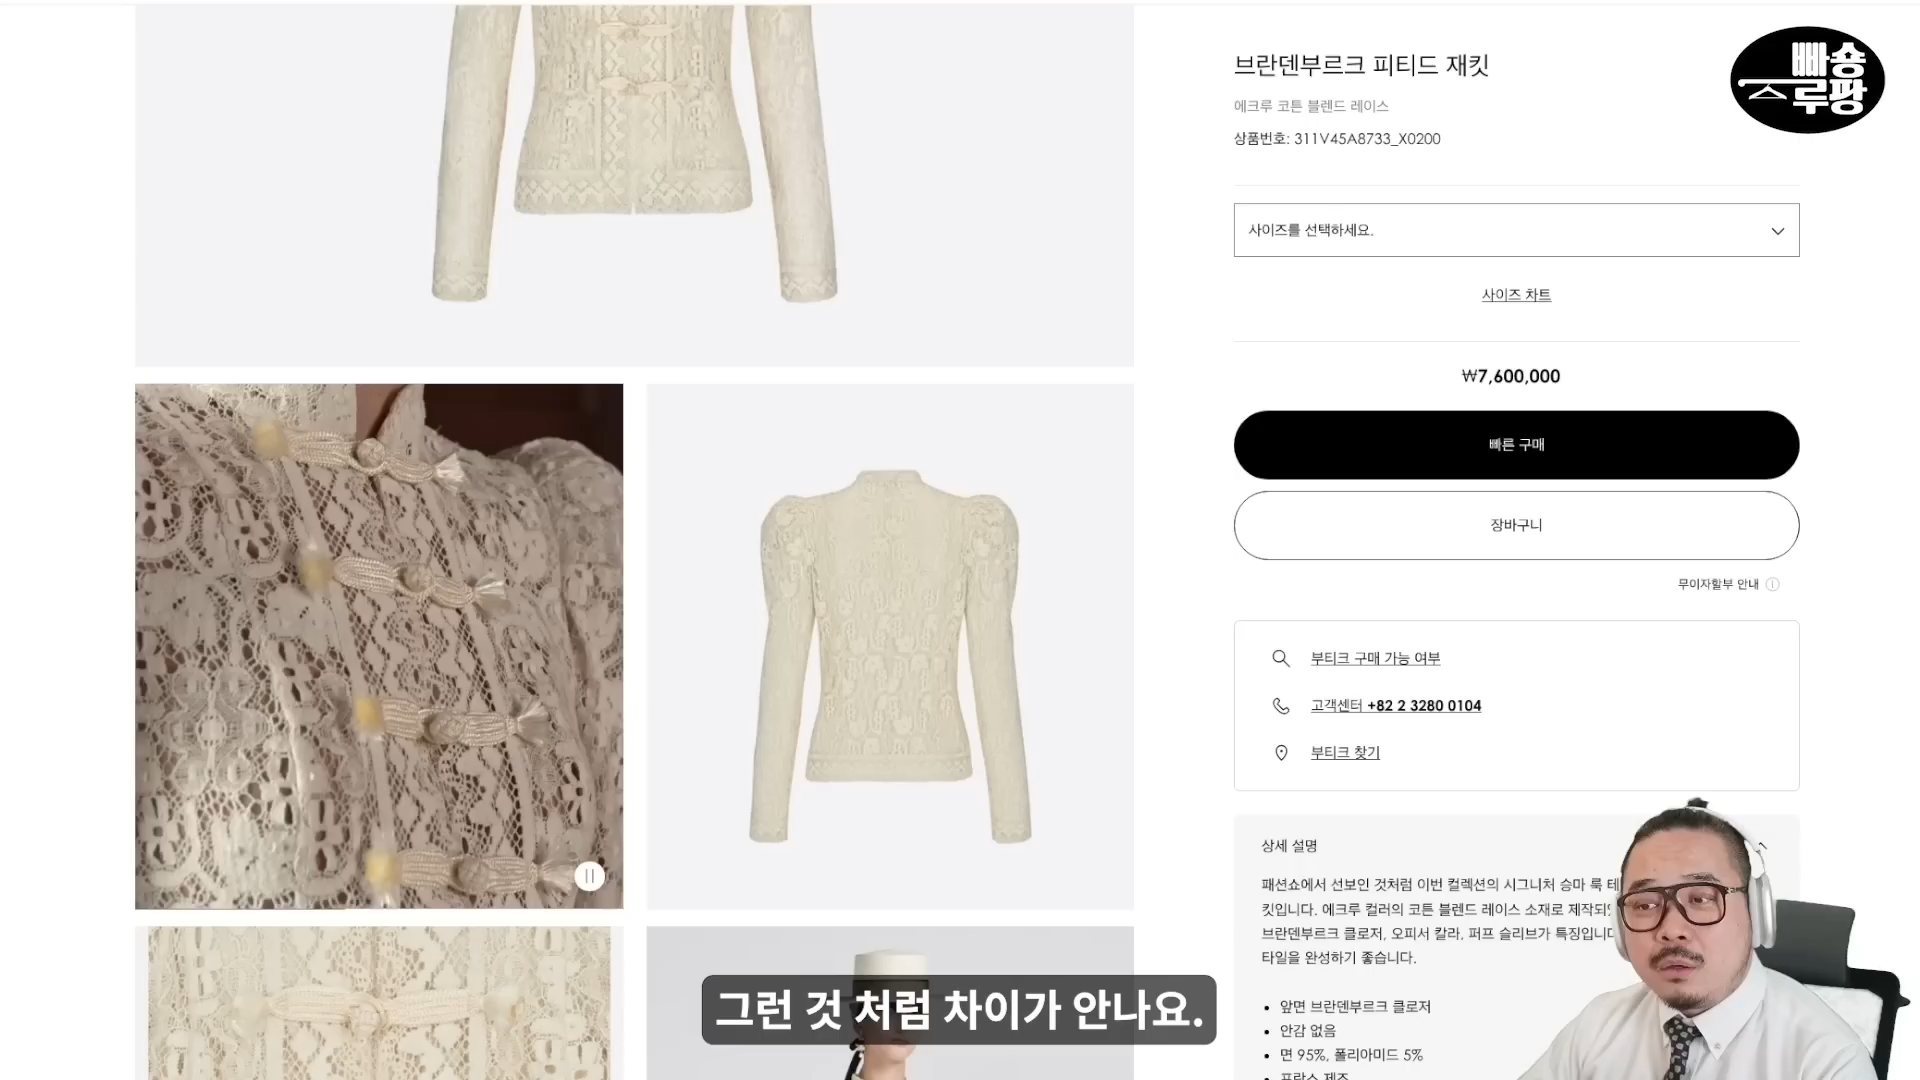 브란덴부르크 피티드 재킷
빠숑
루팡
에크루 코튼 블렌드 레이스
상품번호: 311V45A8733_X0200
사이즈를 선택하세요.
사이즈 차트
₩7,600,000
빠른 구매
장바구니
무이자할부 안내
부티크 구매 가능 여부
고객센터 +82 2 3280 0104
부티크 찾기
상세 설명
패션쇼에서 선보인 것처럼 이번 컬렉션의 시그니처 승마 룩 테
킷입니다. 에크루 컬러의 코튼 블렌드 레이스 소재로 제작되
브란덴부르크 클로저, 오피서 칼라, 퍼프 슬리브가 특징입니다
타일을 완성하기 좋습니다.
그런 것 처럼 차이가 안나요.
• 앞면 브란덴부르크 클로저
• 안감 없음
• 면 95%, 폴리아미드 5%
• 프랑스 제조